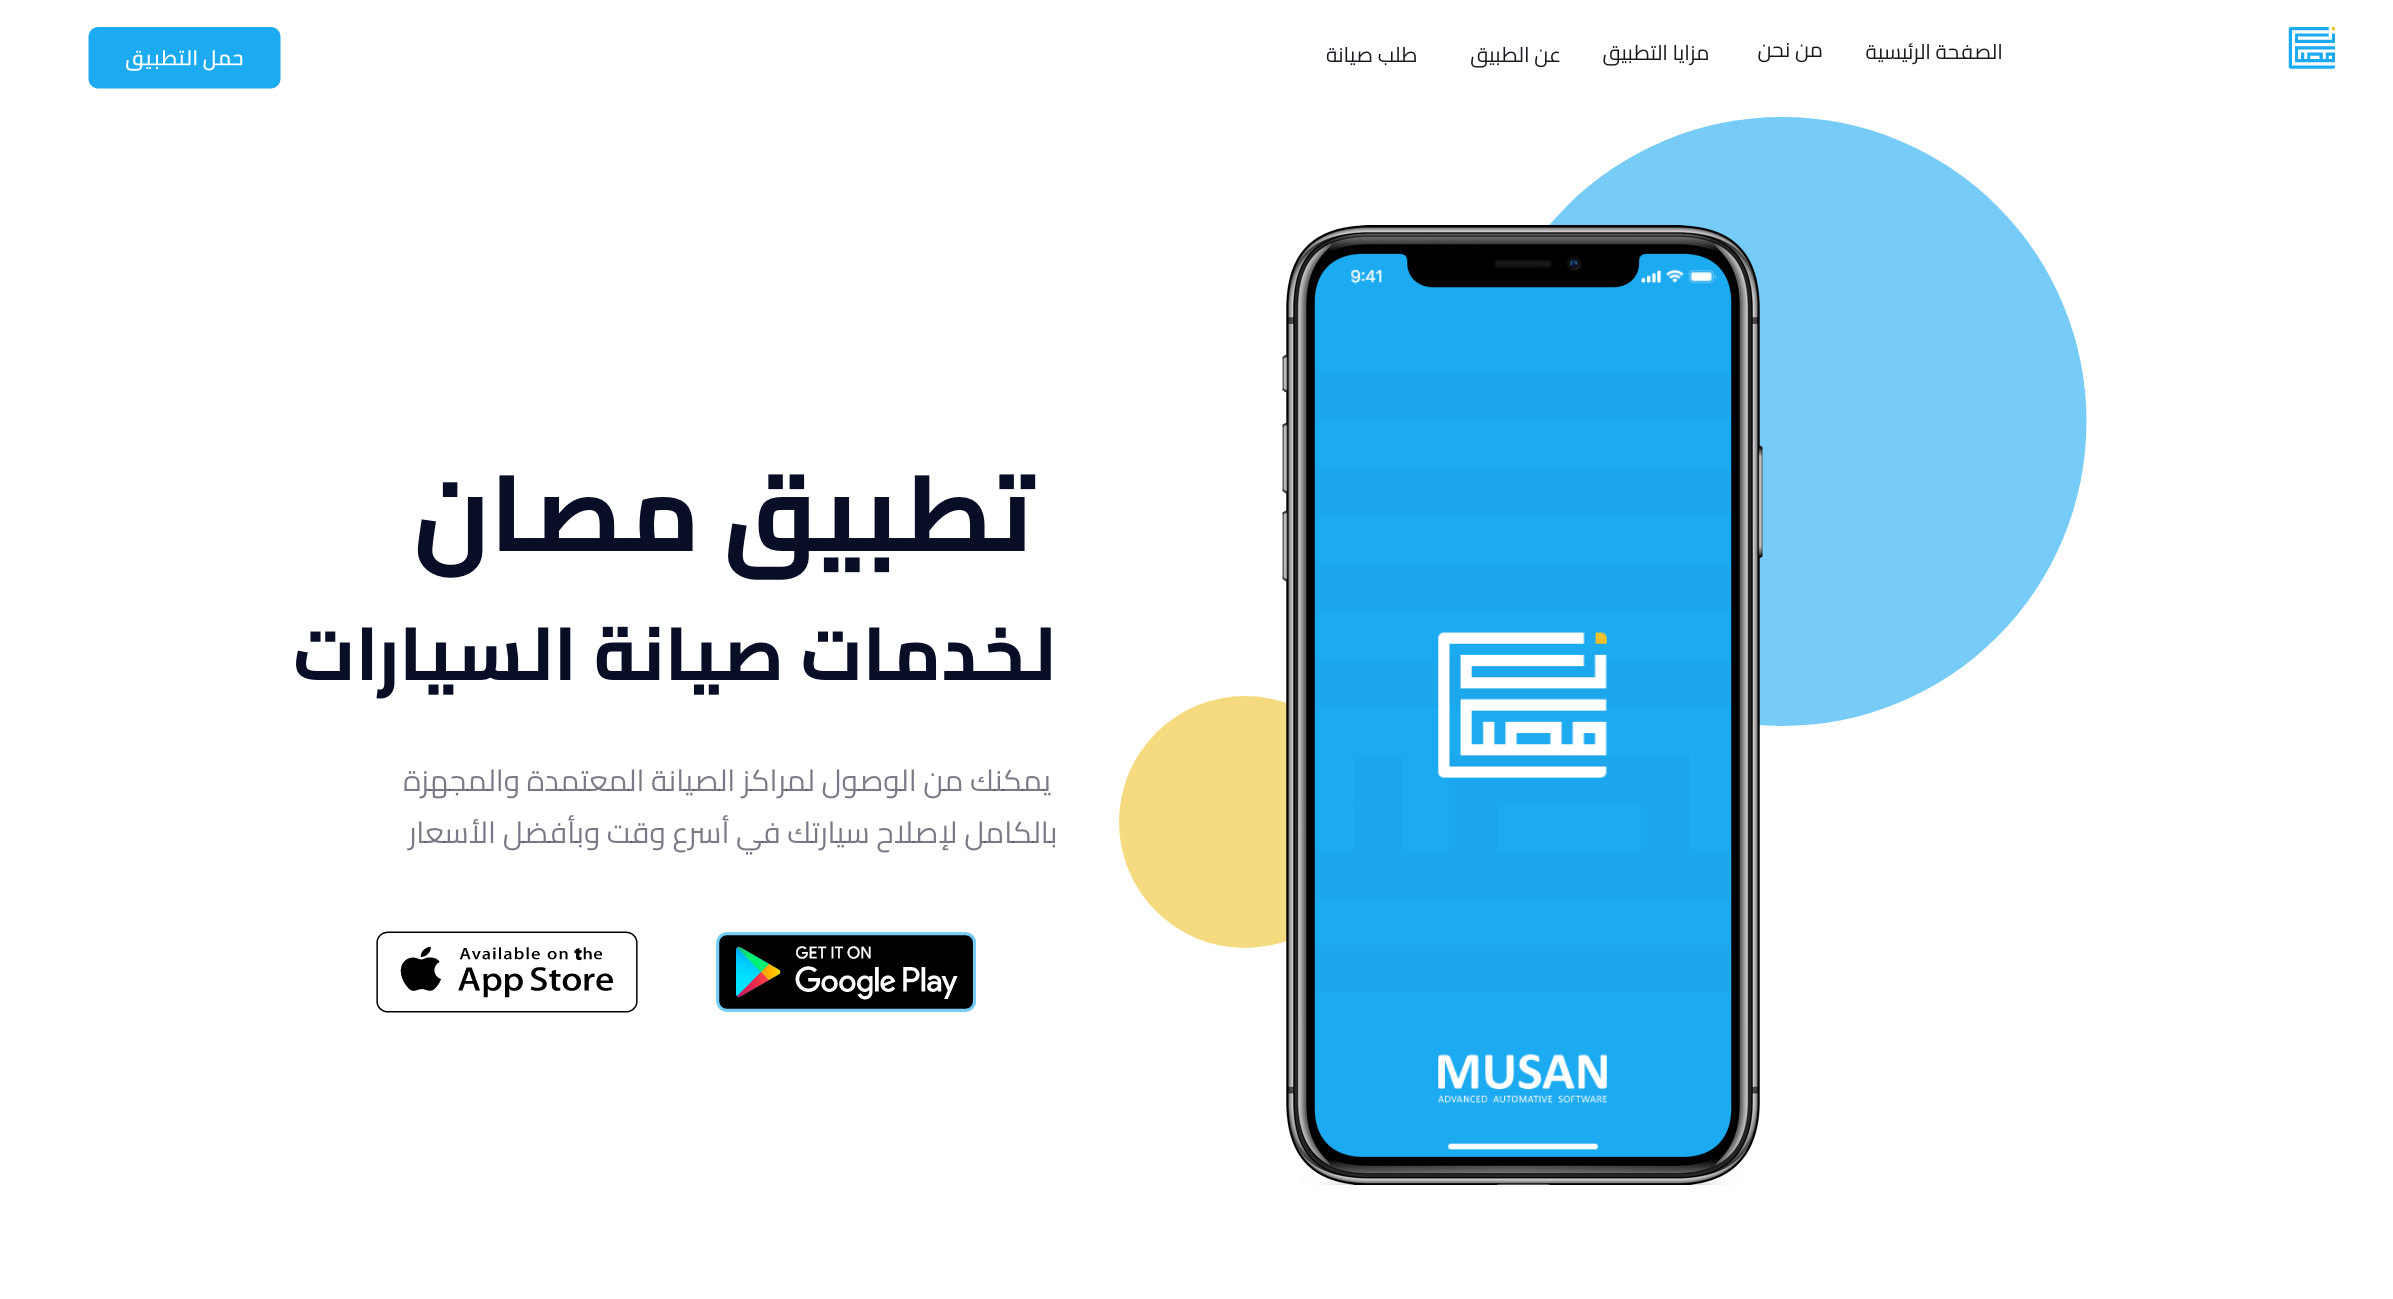 الصفحة الرئيسية
من نحن
مزايا التطبيق
عن الطبيق
طلب صيانة
حمل التطبيق
9:41
مصان
MUSAN
ADVANCED AUTOMATIVE SOFTWARE
تطبيق مصان
لخدمات صيانة السيارات
يمكنك من الوصول لمراكز الصيانة المعتمدة والمجهزة
بالكامل لإصلاح سيارتك في أسرع وقت وبأفضل الأسعار
GET IT ON
Google Play
Available on the
App Store